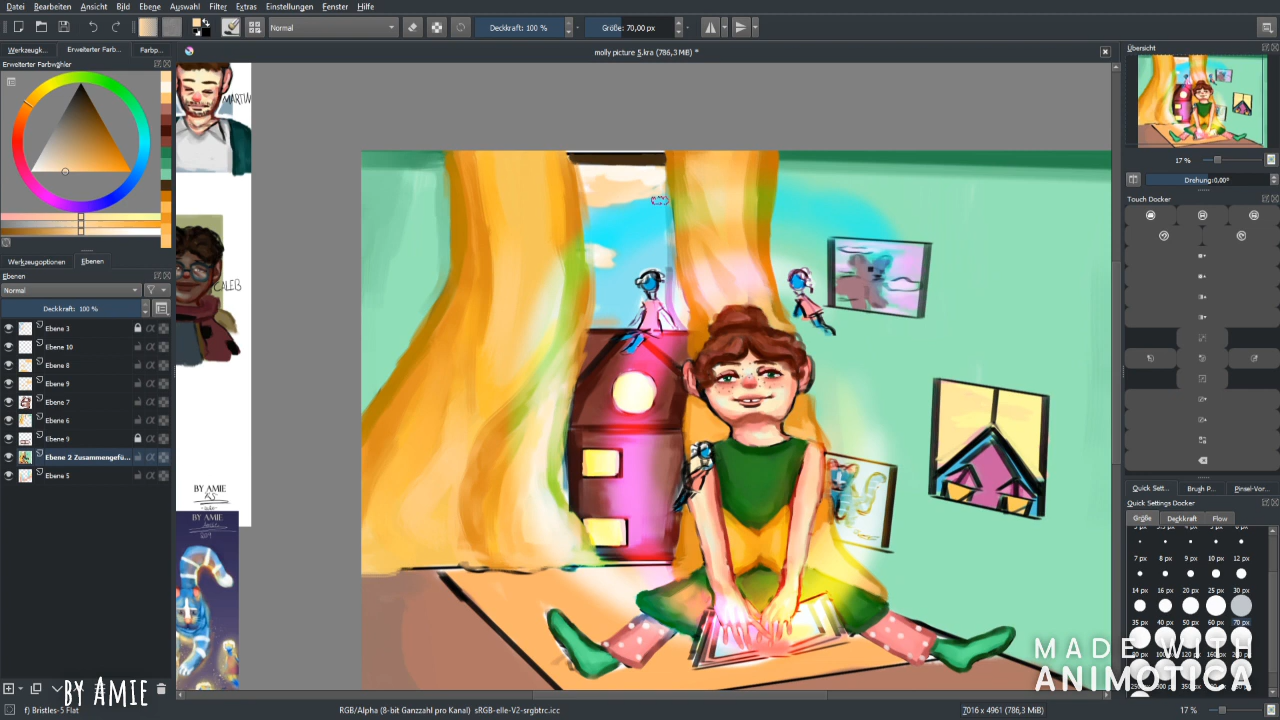 Datei Bearbeiten Ansicht Bild Ebene Auswahl Filter Extras Einstellungen Fenster Hilfe
Normal Deckkraft: 100 % Größe: 70,00 px
Werkzeugk... Erweiterter Farb... Farbp...
molly picture 5.kra (786,3 MiB) *
Übersicht
Erweiterter Farbwähler
MARTIN
17 %
Drehung: 0.00°
Touch Docker
Werkzeugoptionen Ebenen
Ebenen
Normal
Deckkraft: 100 %
CALEB
Ebene 3
Ebene 10
Ebene 8
Ebene 9
Ebene 7
Ebene 6
Ebene 9
Ebene 2 Zusammengefü...
Ebene 5
BY AMIE
BY AMIE
Quick Sett... Brugh P... Pinsel-Vor...
Quick Settings Docker
Größe Deckkraft Flow
7 px 8 px 9 px 10 px 12 px
14 px 16 px 20 px 25 px 30 px
35 px 40 px 50 px 60 px 70 px
MADE WITH
ANIMOTICA
BY AMIE
f) Bristles-5 Flat
RGB/Alpha (8-bit Ganzzahl pro Kanal) sRGB-elle-V2-srgbtrc.icc
7016 x 4961 (786,3 MiB)
17 %